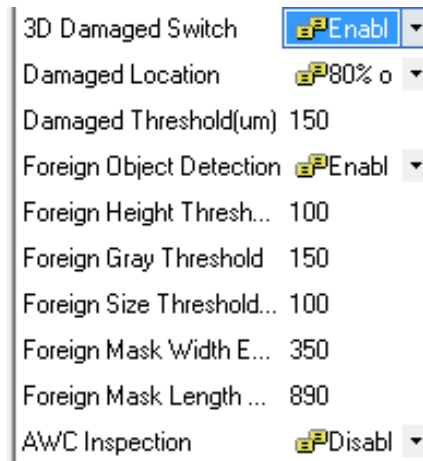 3D Damaged Switch Enabl
Damaged Location 80% o
Damaged Threshold(um) 150
Foreign Object Detection Enabl
Foreign Height Thresh... 100
Foreign Gray Threshold 150
Foreign Size Threshold... 100
Foreign Mask Width E... 350
Foreign Mask Length ... 890
AWC Inspection Disabl